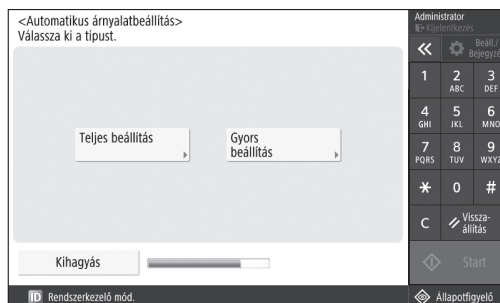 <Automatikus árnyalatbeállítás>
Válassza ki a típust.
Teljes beállítás
Gyors
beállítás
Kihagyás
ID Rendszerkezelő mód.
Administrator
Kijelentkezés
Beáll./
Bejegyzé
1
2
ABC
3
DEF
4
GHI
5
JKL
6
MNO
7
PQRS
8
TUV
9
WXYZ
*
0
#
C
Vissza-
állítás
Start
Állapotfigyelő